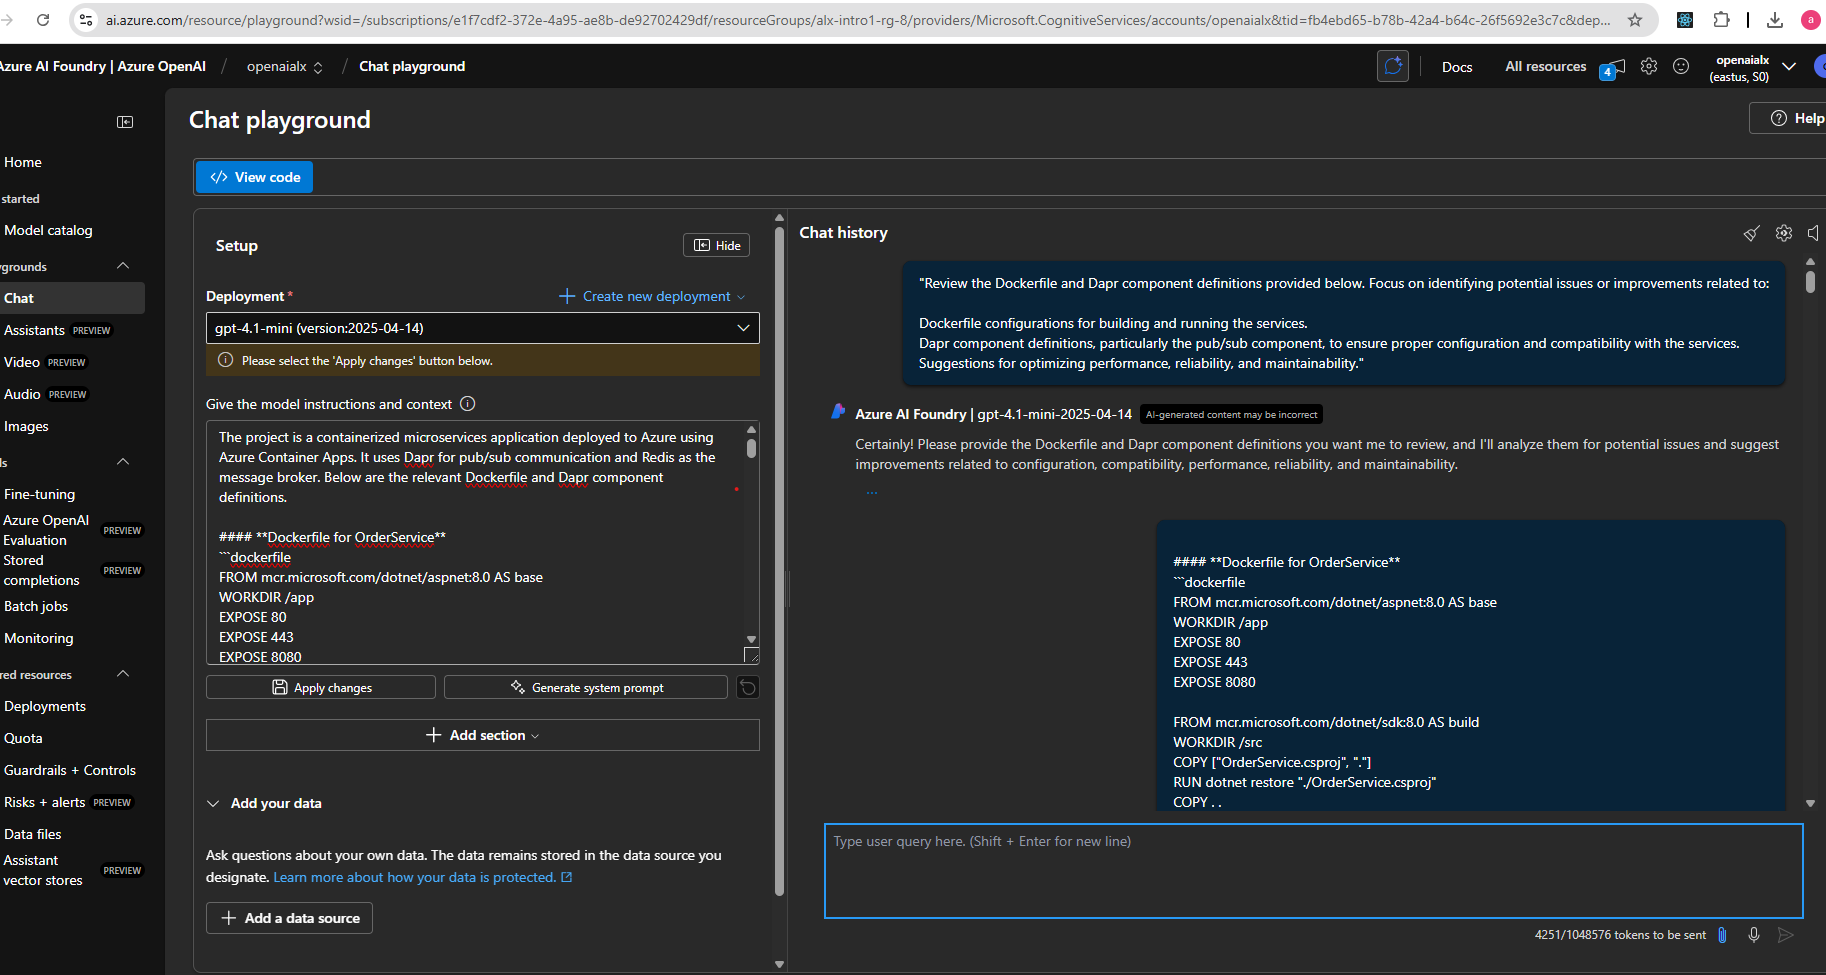 ai.azure.com/resource/playground?wsid=/subscriptions/e1f7cdf2-372e-4a95-ae8b-de92702429df/resourceGroups/alx-intro1-rg-8/providers/Microsoft.CognitiveServices/accounts/openaialx&tid=fb4ebd65-b78b-42a4-b64c-26f5692e3c7c&dep...
a
Azure AI Foundry | Azure OpenAI / openaialx / Chat playground
Docs
All resources
4
openaialx
(eastus, S0)
Home
started
Model catalog
ygrounds
Chat
Assistants PREVIEW
Video PREVIEW
Audio PREVIEW
Images
ls
Fine-tuning
Azure OpenAI
Evaluation PREVIEW
Stored
completions PREVIEW
Batch jobs
Monitoring
red resources
Deployments
Quota
Guardrails + Controls
Risks + alerts PREVIEW
Data files
Assistant
vector stores PREVIEW
Chat playground
Help
View code
Setup
Hide
Deployment *
Create new deployment
gpt-4.1-mini (version:2025-04-14)
Please select the 'Apply changes' button below.
Give the model instructions and context
The project is a containerized microservices application deployed to Azure using
Azure Container Apps. It uses Dapr for pub/sub communication and Redis as the
message broker. Below are the relevant Dockerfile and Dapr component
definitions.
#### **Dockerfile for OrderService**
```dockerfile
FROM mcr.microsoft.com/dotnet/aspnet:8.0 AS base
WORKDIR /app
EXPOSE 80
EXPOSE 443
EXPOSE 8080
Apply changes
Generate system prompt
Add section
Add your data
Ask questions about your own data. The data remains stored in the data source you
designate. Learn more about how your data is protected.
Add a data source
Chat history
"Review the Dockerfile and Dapr component definitions provided below. Focus on identifying potential issues or improvements related to:
Dockerfile configurations for building and running the services.
Dapr component definitions, particularly the pub/sub component, to ensure proper configuration and compatibility with the services.
Suggestions for optimizing performance, reliability, and maintainability."
Azure AI Foundry | gpt-4.1-mini-2025-04-14 AI-generated content may be incorrect
Certainly! Please provide the Dockerfile and Dapr component definitions you want me to review, and I'll analyze them for potential issues and suggest
improvements related to configuration, compatibility, performance, reliability, and maintainability.
...
#### **Dockerfile for OrderService**
```dockerfile
FROM mcr.microsoft.com/dotnet/aspnet:8.0 AS base
WORKDIR /app
EXPOSE 80
EXPOSE 443
EXPOSE 8080
FROM mcr.microsoft.com/dotnet/sdk:8.0 AS build
WORKDIR /src
COPY ["OrderService.csproj", "."]
RUN dotnet restore "./OrderService.csproj"
COPY . .
Type user query here. (Shift + Enter for new line)
4251/1048576 tokens to be sent